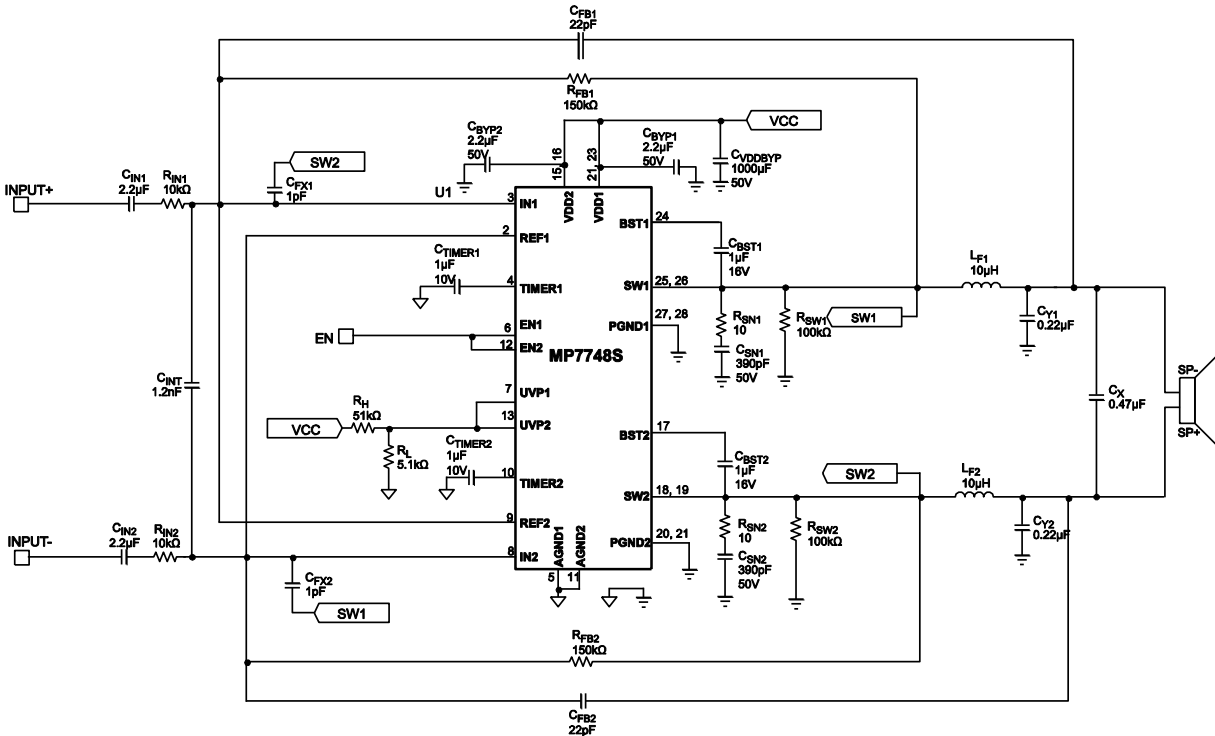 CFB1
22pF
RFB1
150kΩ
VCC
CBYP2
2.2µF
50V
15, 16
21, 23
CBYP1
2.2µF
50V
CVDDBYP
1000µF
50V
SW2
CFX1
1pF
INPUT+
CIN1
2.2µF
RIN1
10kΩ
U1
3
IN1
VDD2
VDD1
2
REF1
BST1
24
CBST1
1µF
16V
CTIMER1
1µF
10V
4
TIMER1
SW1
25, 26
LF1
10µH
RSN1
10
RSW1
100kΩ
SW1
CY1
0.22µF
27, 28
PGND1
CSN1
390pF
50V
EN
6
EN1
12
EN2
MP7748S
CINT
1.2nF
7
UVP1
13
UVP2
VCC
RH
51kΩ
RL
5.1kΩ
CX
0.47µF
SP-
SP+
BST2
17
CBST2
1µF
16V
CTIMER2
1µF
10V
10
TIMER2
SW2
18, 19
SW2
LF2
10µH
9
REF2
RSN2
10
RSW2
100kΩ
CY2
0.22µF
INPUT-
CIN2
2.2µF
RIN2
10kΩ
8
IN2
AGND1
AGND2
PGND2
20, 21
CSN2
390pF
50V
5
11
CFX2
1pF
SW1
RFB2
150kΩ
CFB2
22pF